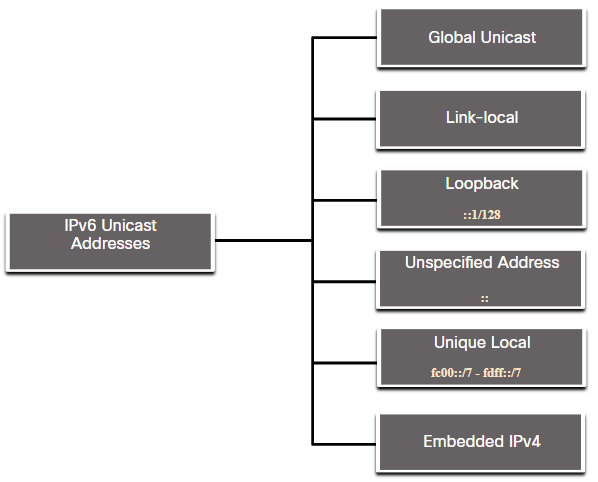 Global Unicast
Link-local
Loopback
::1/128
IPv6 Unicast
Addresses
Unspecified Address
::
Unique Local
fc00::/7 - fdff::/7
Embedded IPv4